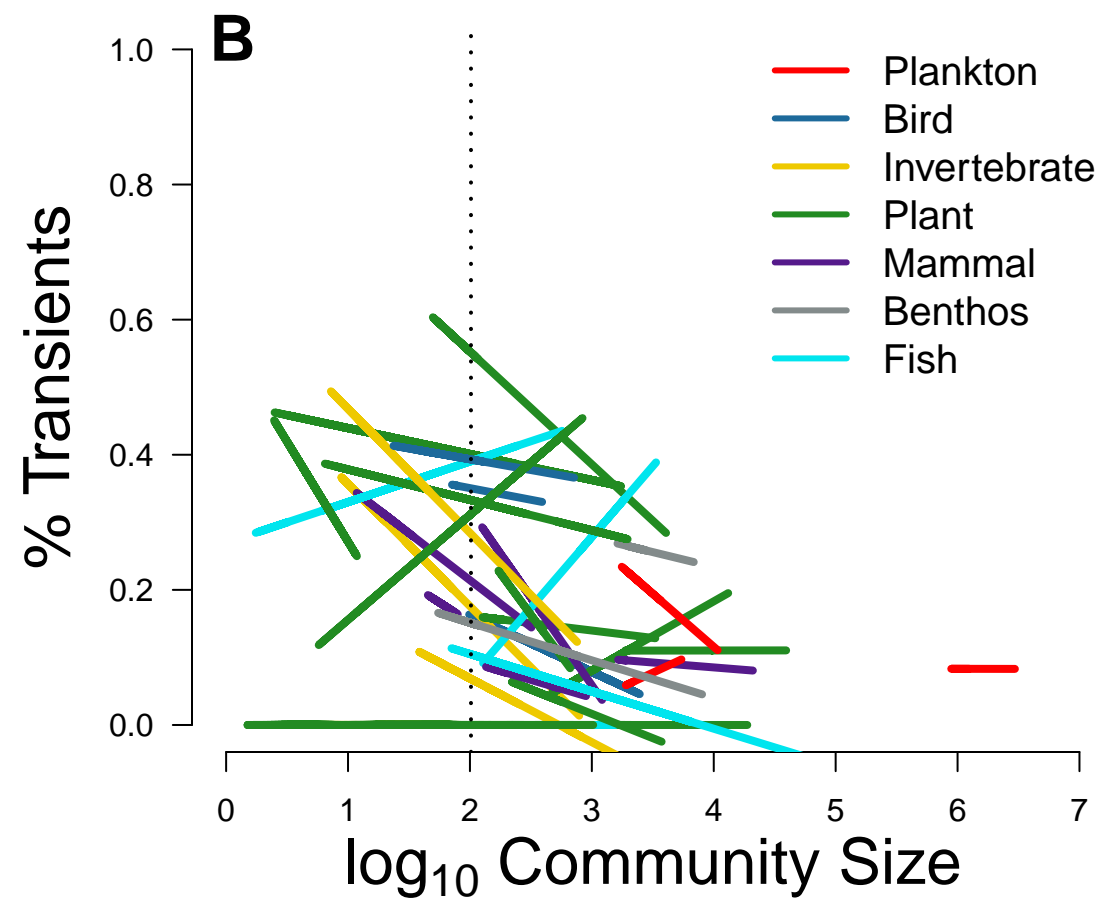 B
1.0
0.8
0.6
0.4
0.2
0.0
% Transients
Plankton
Bird
Invertebrate
Plant
Mammal
Benthos
Fish
0 1 2 3 4 5 6 7
log₁₀ Community Size